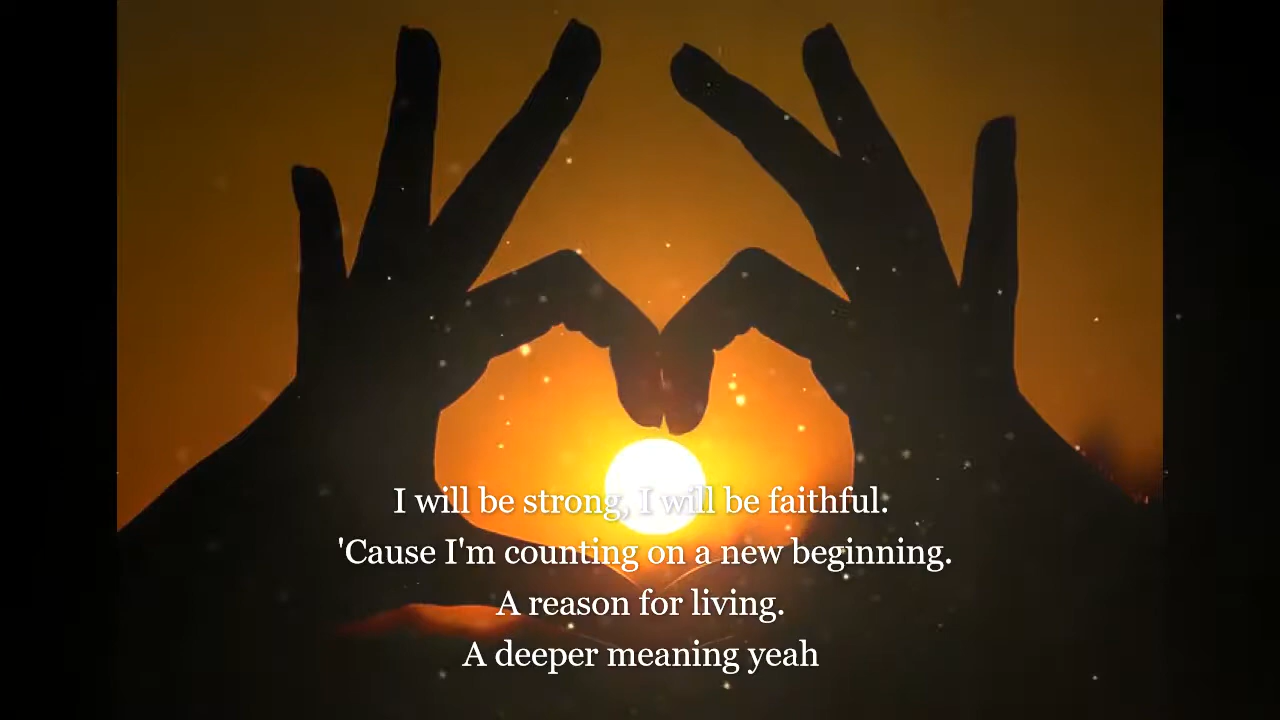 I will be strong, I will be faithful.
'Cause I'm counting on a new beginning.
A reason for living.
A deeper meaning yeah